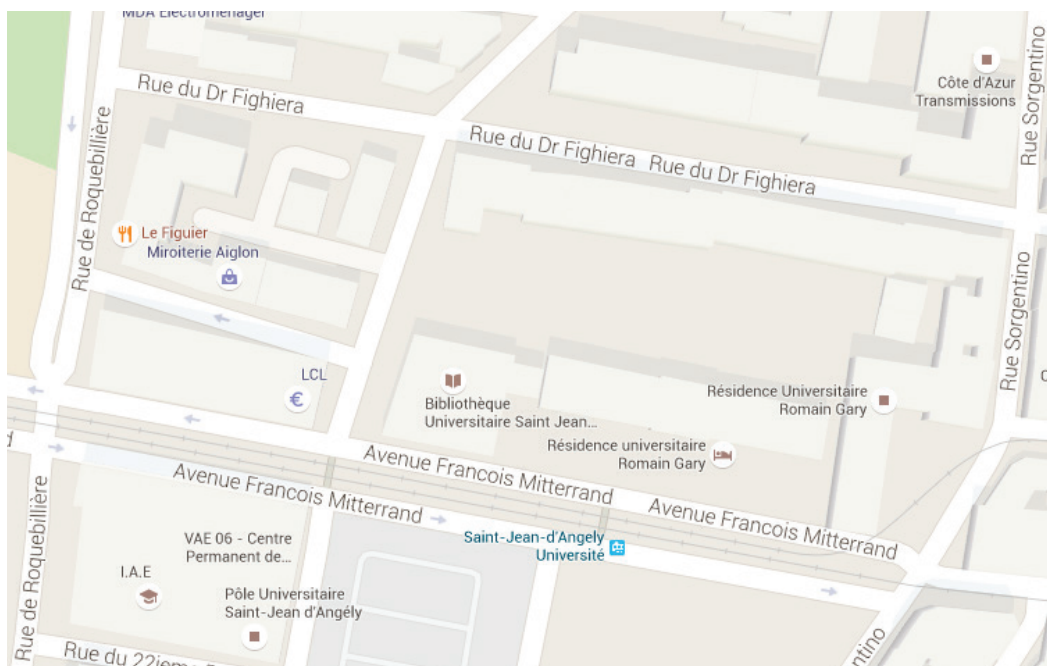 MDA Electroménager
Côte d'Azur
Transmissions
Rue Sorgentino
Rue du Dr Fighiera
Rue du Dr Fighiera
Rue du Dr Fighiera
Rue de Roquebillière
Le Figuier
Miroiterie Aiglon
Rue Sorgentino
LCL
€
Bibliothèque
Universitaire Saint Jean...
Résidence Universitaire
Romain Gary
Résidence universitaire
Romain Gary
Avenue Francois Mitterrand
Avenue Francois Mitterrand
Avenue Francois Mitterrand
Rue de Roquebillière
VAE 06 - Centre
Permanent de...
Saint-Jean-d'Angely
Université
I.A.E
Pôle Universitaire
Saint-Jean d'Angély
Rue du 22ieme